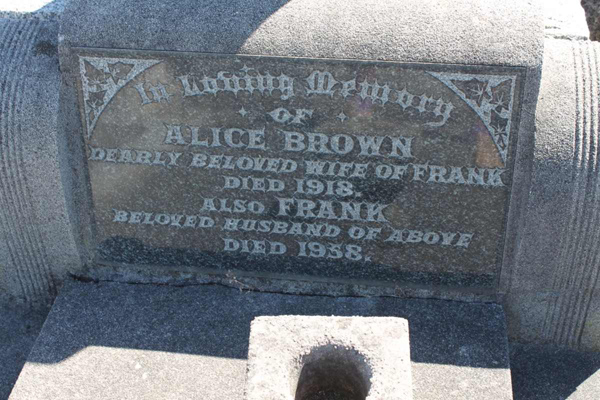 In Loving Memory
OF
ALICE BROWN
DEARLY BELOVED WIFE OF FRANK
DIED 1918.
ALSO FRANK
BELOVED HUSBAND OF ABOVE
DIED 1938.